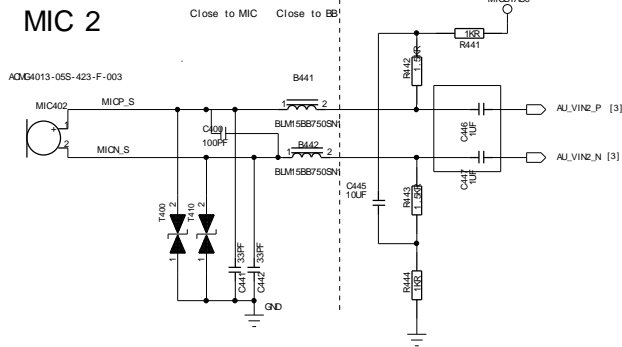 MIC 2
Close to MIC
Close to BB
1KR
R441
R442
1.5KR
ACMG4013-05S-423-F-003
MIC402
MICP_S
B441
1
2
BLM15BB750SN1
C400
100PF
MICN_S
B442
1
2
BLM15BB750SN1
+
1
2
C446
1UF
AU_VIN2_P [3]
C447
1UF
AU_VIN2_N [3]
C445
10UF
R443
1.5KR
T400
2
1
T410
2
1
33PF
C441
33PF
C442
GND
R444
1KR